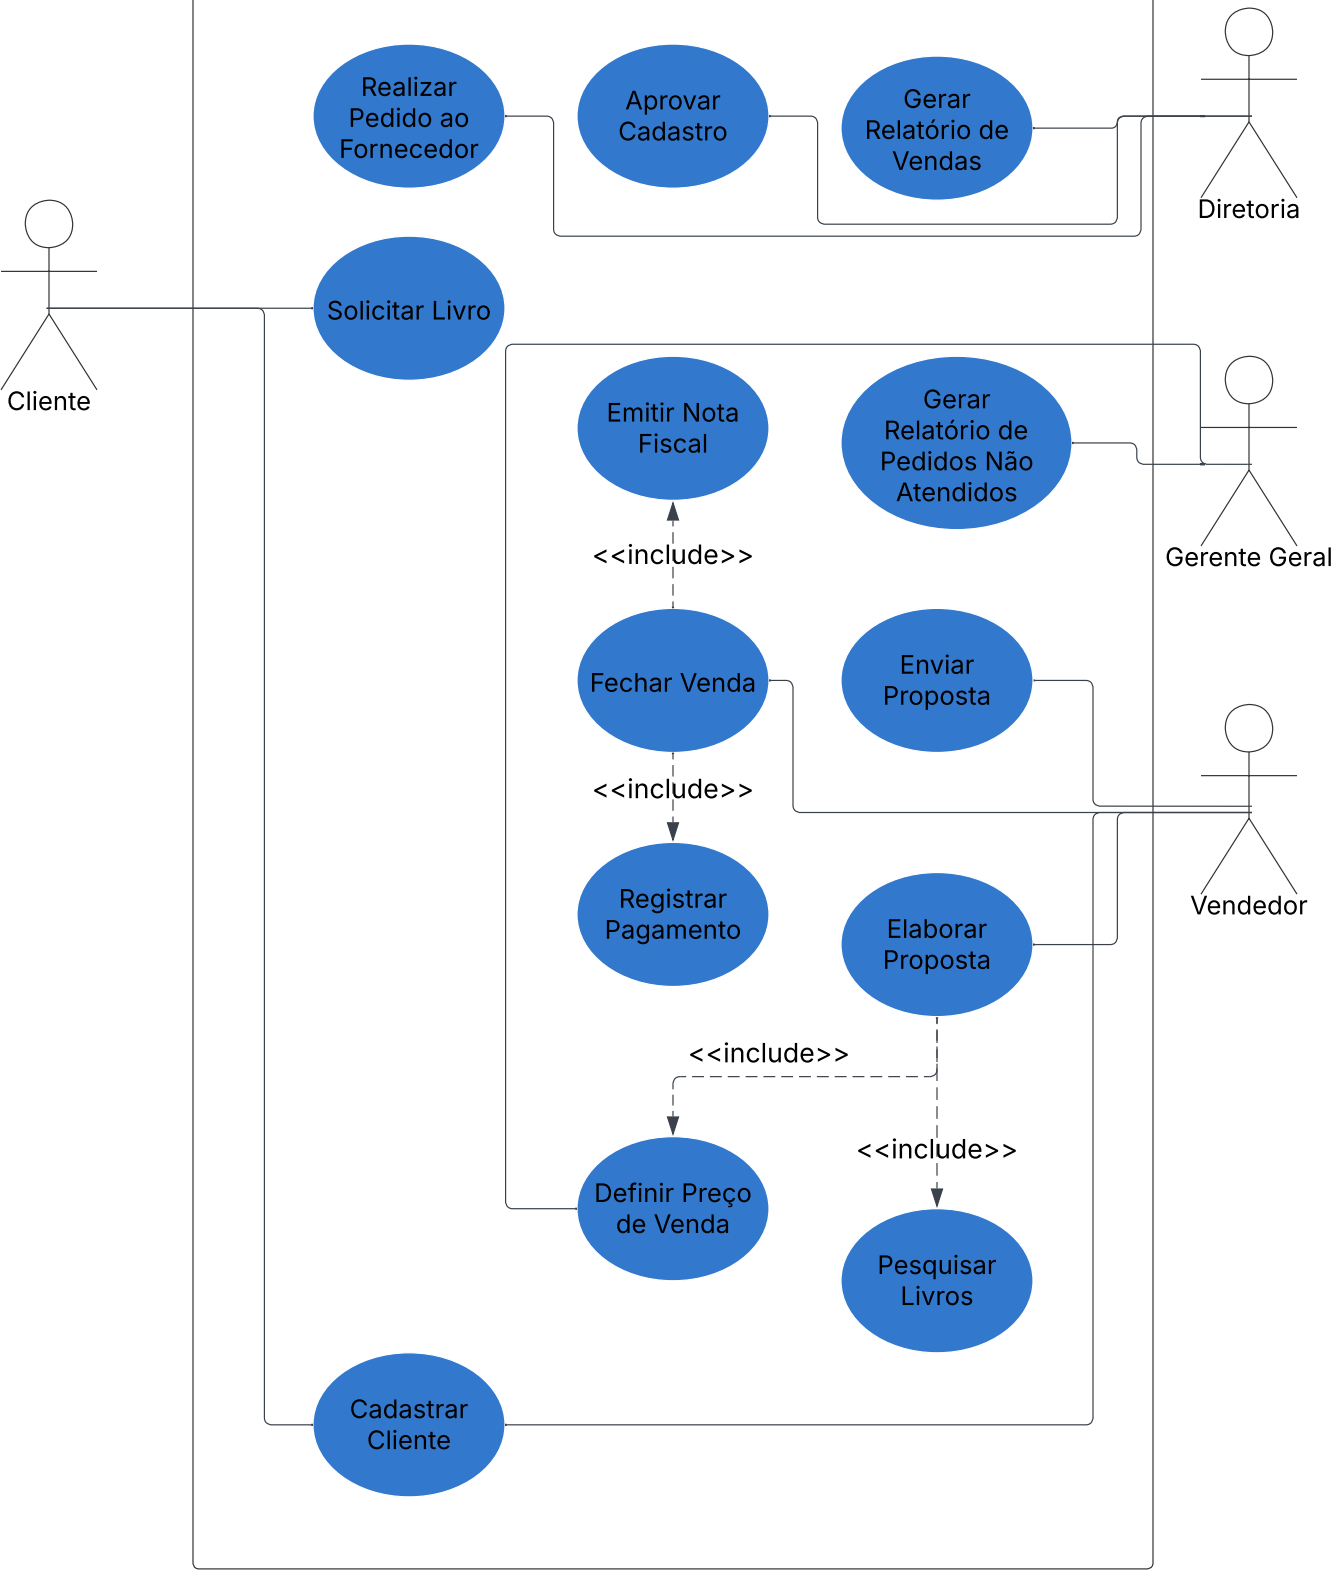 Realizar
Pedido ao
Fornecedor
Aprovar
Cadastro
Gerar
Relatório de
Vendas
Diretoria
Solicitar Livro
Cliente
Emitir Nota
Fiscal
Gerar
Relatório de
Pedidos Não
Atendidos
<<include>>
Gerente Geral
Fechar Venda
Enviar
Proposta
<<include>>
Registrar
Pagamento
Elaborar
Proposta
Vendedor
<<include>>
<<include>>
Definir Preço
de Venda
Pesquisar
Livros
Cadastrar
Cliente